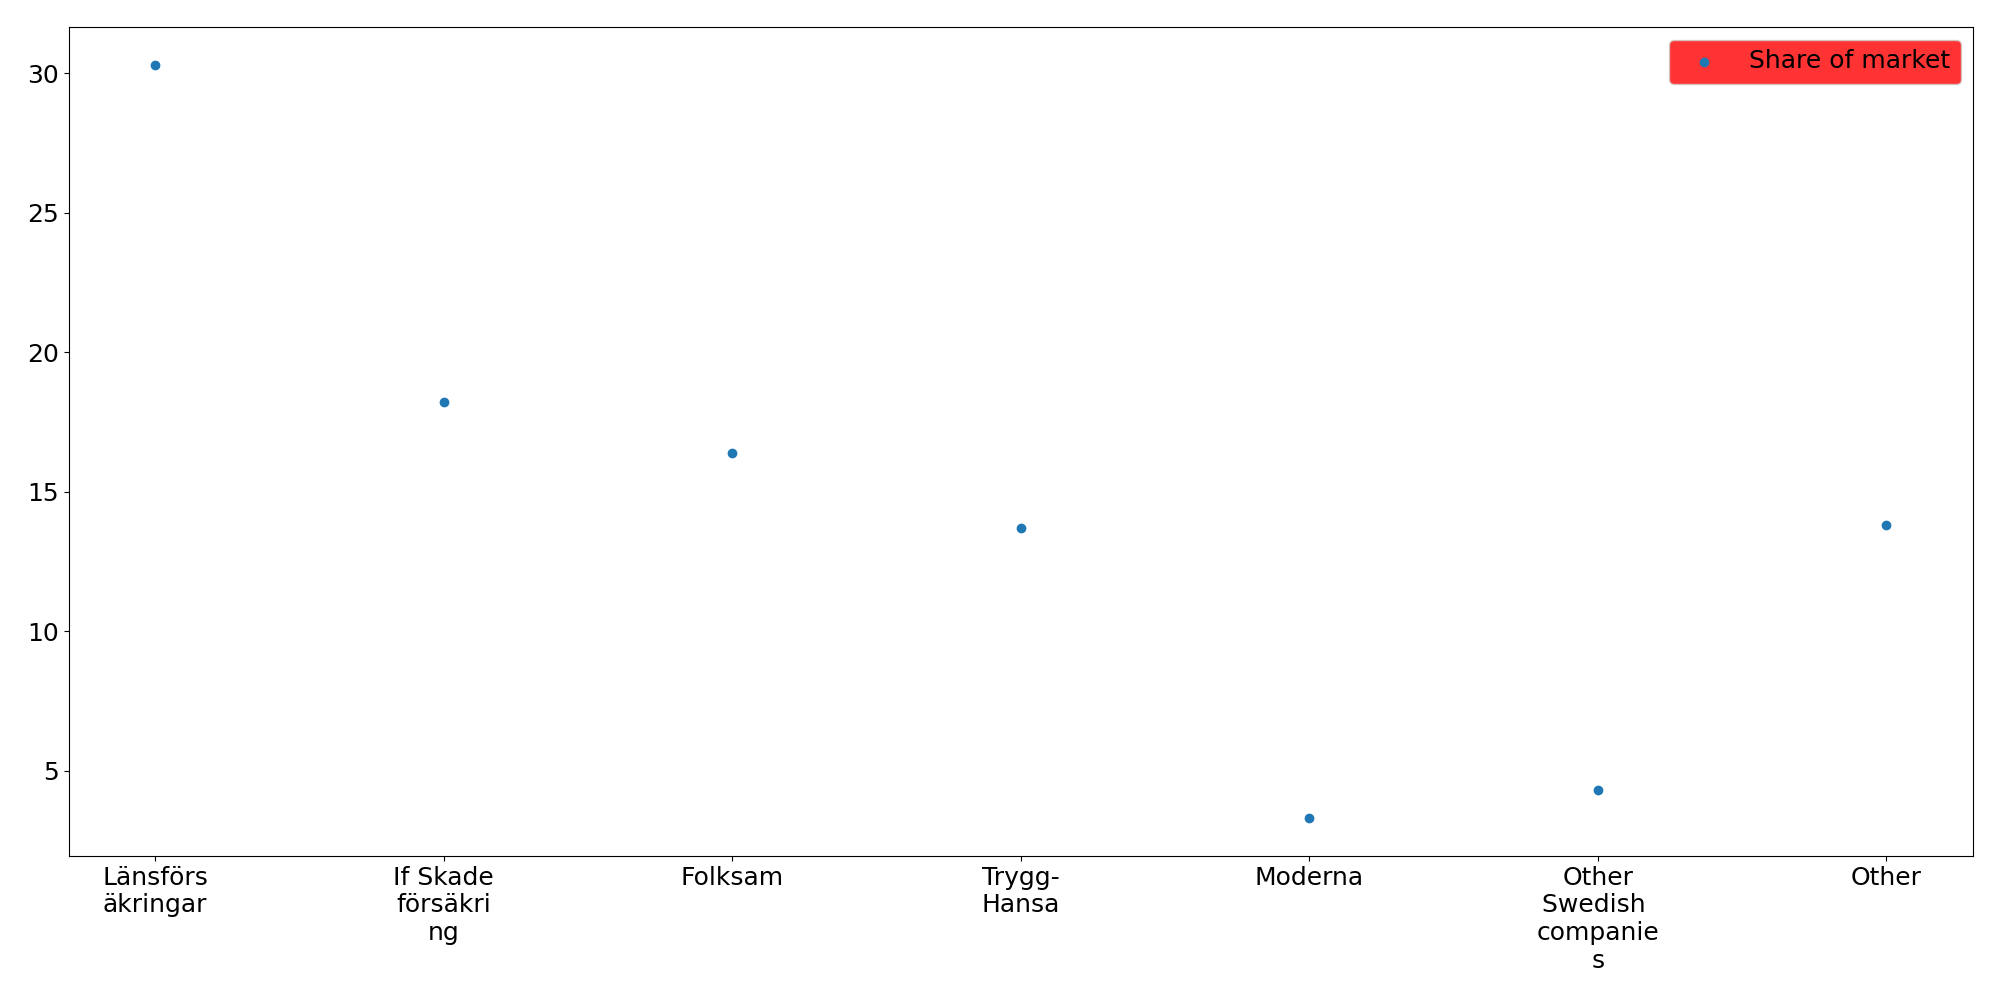 Share of market
30
25
20
15
10
5
Länsförs
äkringar
If Skade
försäkri
ng
Folksam
Trygg-
Hansa
Moderna
Other
Swedish
companie
s
Other